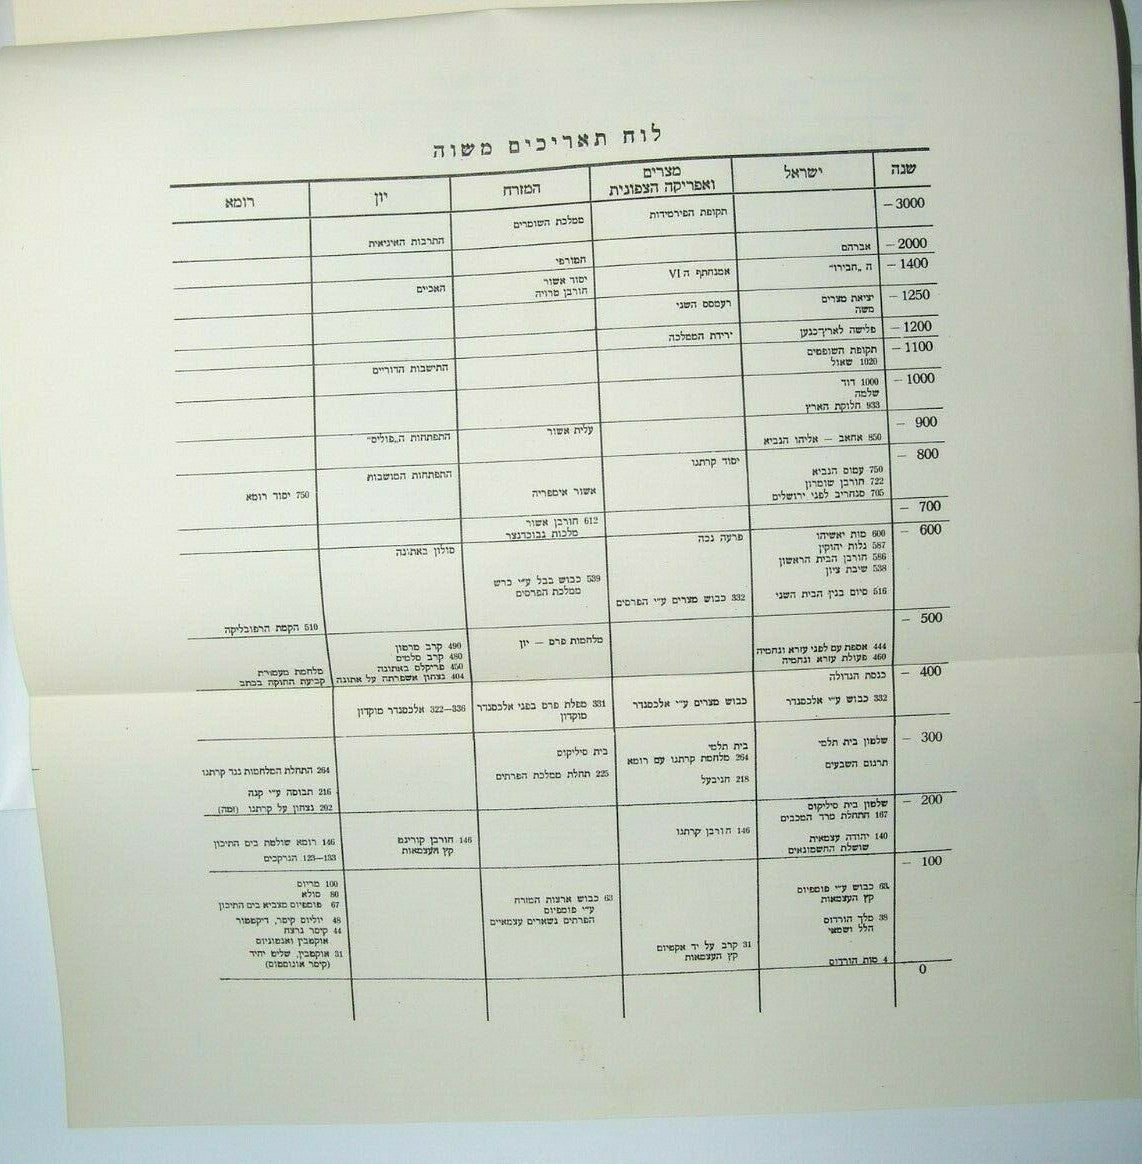 לוח תאריכים משוה
שנה
ישראל
מצרים
ואפריקה הצפונית
המזרח
יון
רומא
3000 –
תקופת הפירמידות
ממלכת השומרים
התרבות האיגיאית
2000 –
אברהם
חמורפי
1400 –
ה „חבירו"
אמנחתף ה VI
יסוד אשור
חורבן טרויה
האכיים
1250 –
יציאת מצרים
משה
רעמסס השני
1200 –
פלישה לארץ־כנען
ירידת הממלכה
1100 –
תקופת השופטים
1020 שאול
התישבות הדוריים
1000 –
1000 דוד
שלמה
933 חלוקת הארץ
900 –
850 אחאב – אליהו הנביא
עלית אשור
התפתחות ה„פוליס"
800 –
750 עמוס הנביא
722 חורבן שומרון
705 סנחריב לפני ירושלים
יסוד קרתגו
אשור אימפריה
התפתחות המושבות
750 יסוד רומא
700 –
612 חורבן אשור
מלכות נבוכדנצר
600 –
600 מות יאשיהו
587 גלות יהויכין
586 חורבן הבית הראשון
538 שיבת ציון
516 סיום בנין הבית השני
פרעה נכה
332 כבוש מצרים ע"י הפרסים
539 כבוש בבל ע"י כרש
ממלכת הפרסים
סולון באתונה
510 הקמת הרפובליקה
500 –
444 אספת עם לפני עזרא ונחמיה
460 פעולת עזרא ונחמיה
מלחמות פרס – יון
490 קרב מרתון
480 קרב סלמיס
450 פריקלס באתונה
404 נצחון אשפרתה על אתונה
מלחמת מעמדות
קביעת החוקה בכתב
400 –
כנסת הגדולה
332 כבוש ע"י אלכסנדר
כבוש מצרים ע"י אלכסנדר
331 מפלת פרס בפני אלכסנדר
מוקדון
336—322 אלכסנדר מוקדון
300 –
שלטון בית תלמי
תרגום השבעים
בית תלמי
264 מלחמת קרתגו עם רומא
218 חניבעל
בית סיליקוס
225 תחלת ממלכת הפרתים
264 התחלת המלחמות נגד קרתגו
216 תבוסה ע"י קנה
202 נצחון על קרתגו (זמה)
200 –
שלטון בית סיליקוס
167 התחלת מרד המכבים
140 יהודה עצמאית
שושלת החשמונאים
146 חורבן קרתגו
146 חורבן קורינט
קץ העצמאות
146 רומא שולטת בים התיכון
133—123 הגרקכים
100 –
63 כבוש ע"י פומפיוס
קץ העצמאות
39 מלך הורדוס
הלל ושמאי
4 מות הורדוס
31 קרב על יד אקטיום
קץ העצמאות
63 כבוש ארצות המזרח
ע"י פומפיוס
הפרתים נשארים עצמאיים
100 מריוס
80 סולא
67 פומפיוס מצביא בים התיכון
48 יוליוס קיסר, דיקטטור
44 קיסר נרצח
אוקטבין ואנטוניוס
31 אוקטבין, שליט יחיד
(קיסר אוגוסטוס)
0